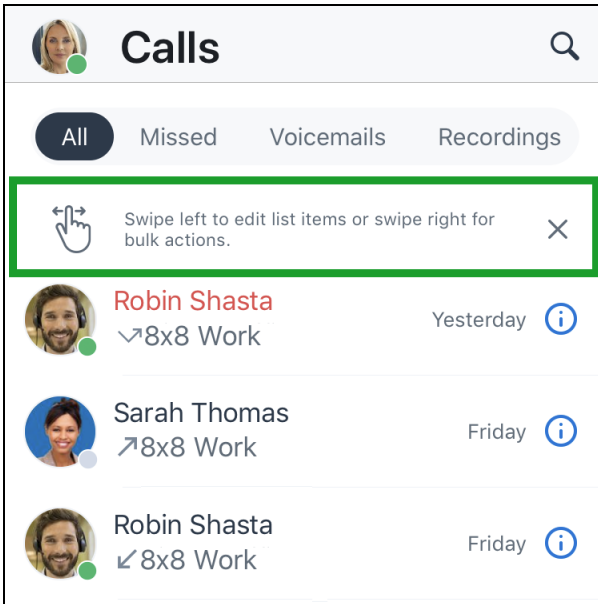 Calls
All Missed Voicemails Recordings
Swipe left to edit list items or swipe right for
bulk actions.
Robin Shasta
8x8 Work
Yesterday
Sarah Thomas
8x8 Work
Friday
Robin Shasta
8x8 Work
Friday